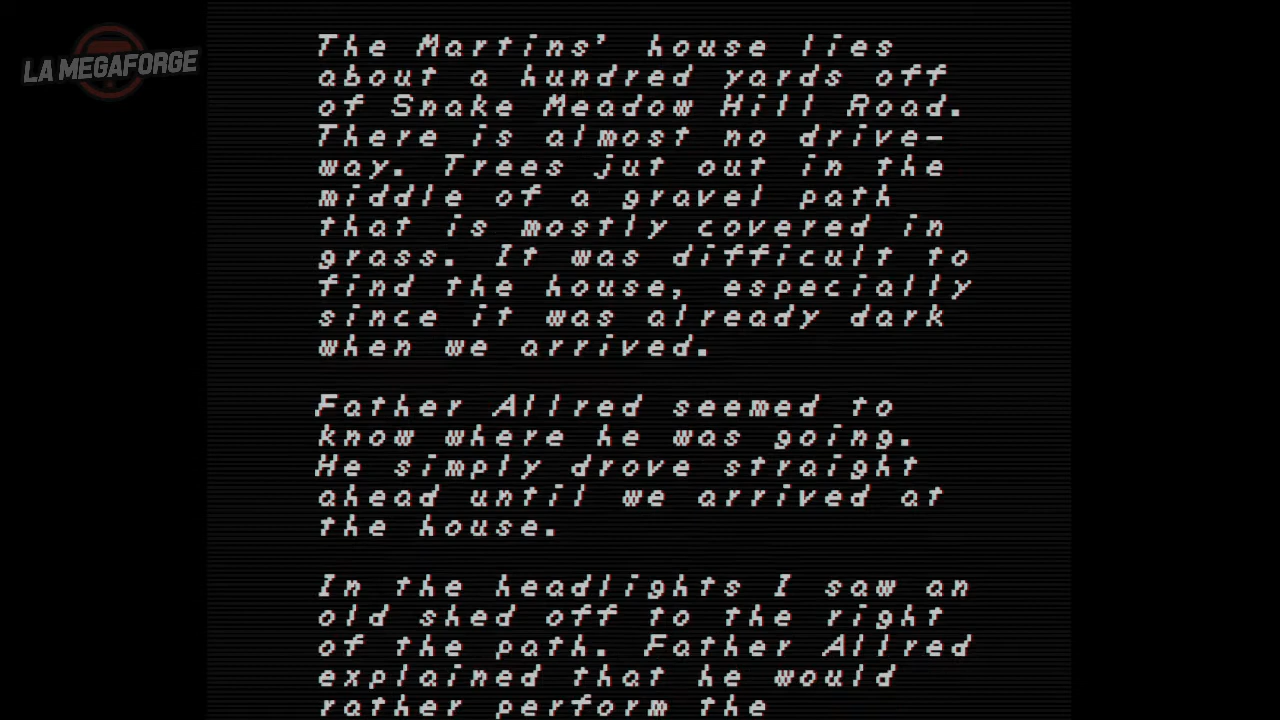 LA MEGAFORGE
The Martins' house lies
about a hundred yards off
of Snake Meadow Hill Road.
There is almost no drive-
way. Trees jut out in the
middle of a gravel path
that is mostly covered in
grass. It was difficult to
find the house, especially
since it was already dark
when we arrived.
Father Allred seemed to
know where he was going.
He simply drove straight
ahead until we arrived at
the house.
In the headlights I saw an
old shed off to the right
of the path. Father Allred
explained that he would
rather perform the